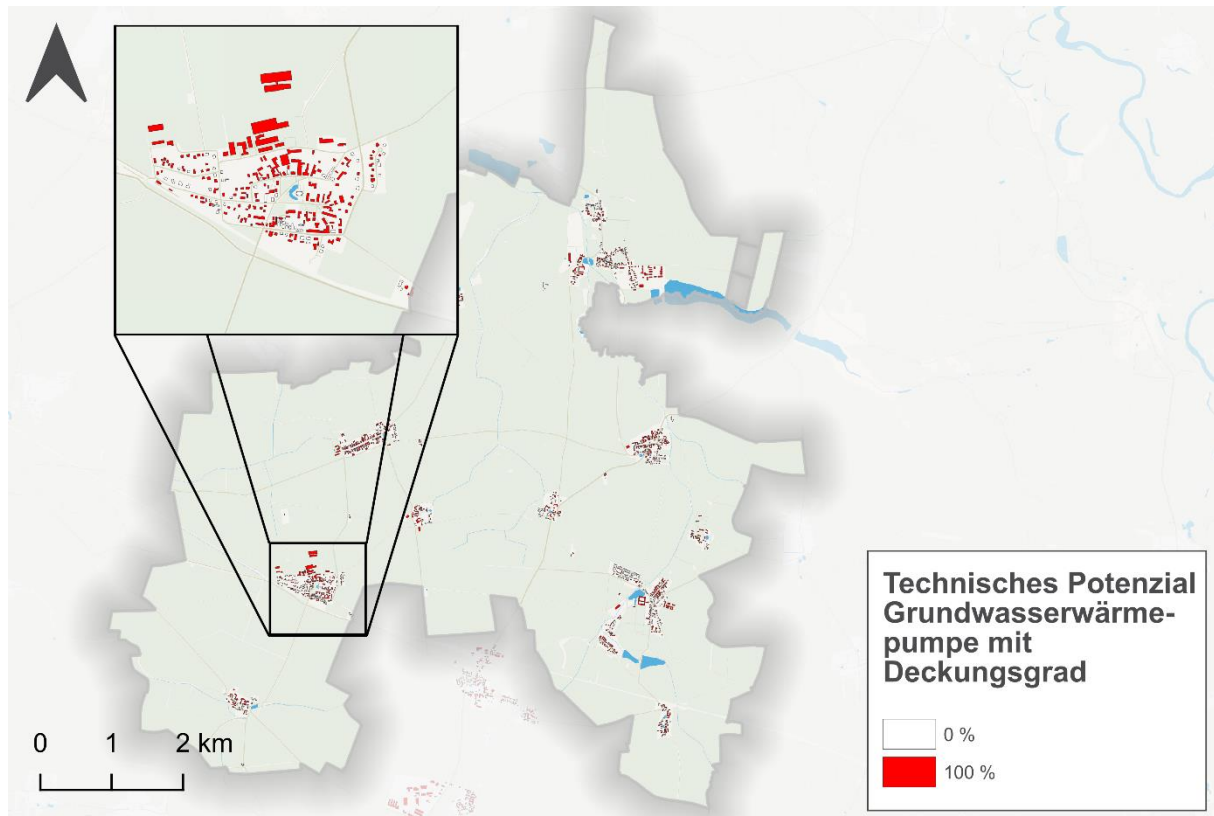 Technisches Potenzial
Grundwasserwärme-
pumpe mit
Deckungsgrad
0 %
100 %
0 1 2 km